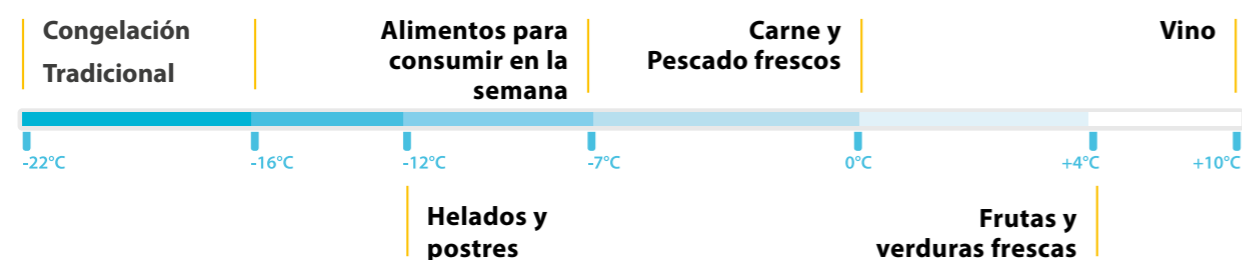 Congelación
Tradicional
Alimentos para
consumir en la
semana
Carne y
Pescado frescos
Vino
-22°C
-16°C
-12°C
-7°C
0°C
+4°C
+10°C
Helados y
postres
Frutas y
verduras frescas